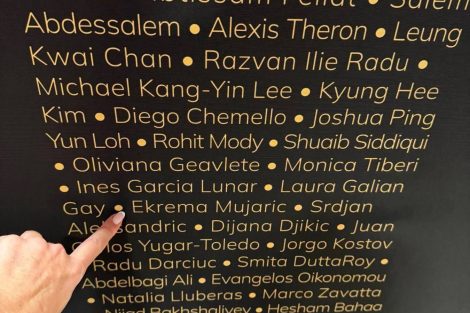 Abdessalem • Alexis Theron • Leung
Kwai Chan • Razvan Ilie Radu •
Michael Kang-Yin Lee • Kyung Hee
Kim • Diego Chemello • Joshua Ping
Yun Loh • Rohit Mody • Shuaib Siddiqui
• Oliviana Geavlete • Monica Tiberi
• Ines Garcia Lunar • Laura Galian
Gay • Ekrema Mujaric • Srdjan
• Dijana Djikic • Juan
Yugar-Toledo • Jorgo Kostov
Radu Darciuc • Smita DuttaRoy •
Abdelbagi Ali • Evangelos Oikonomou
• Natalia Lluberas • Marco Zavatta
• Hesham Bahaa